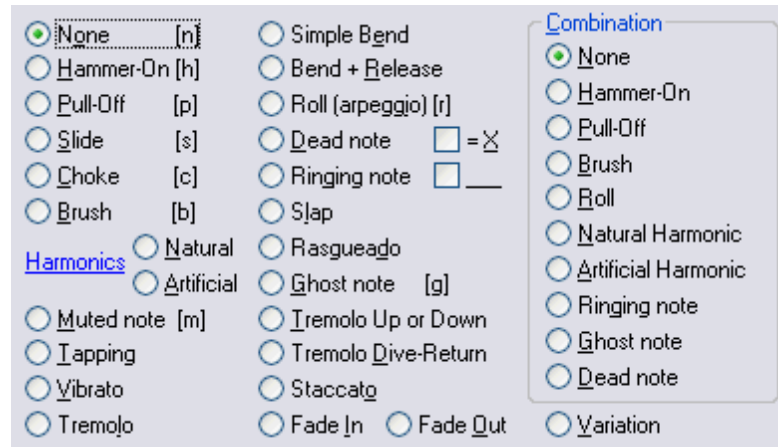 None [n]
Hammer-On [h]
Pull-Off [p]
Slide [s]
Choke [c]
Brush [b]
Harmonics
Natural
Artificial
Muted note [m]
Tapping
Vibrato
Tremolo
Simple Bend
Bend + Release
Roll (arpeggio) [r]
Dead note = X
Ringing note ___
Slap
Rasgueado
Ghost note [g]
Tremolo Up or Down
Tremolo Dive-Return
Staccato
Fade In Fade Out
Combination
None
Hammer-On
Pull-Off
Brush
Roll
Natural Harmonic
Artificial Harmonic
Ringing note
Ghost note
Dead note
Variation